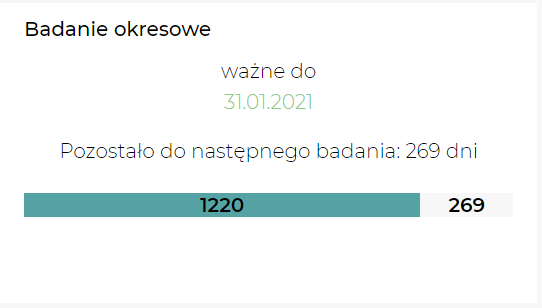 Badanie okresowe
ważne do
31.01.2021
Pozostało do następnego badania: 269 dni
1220 269